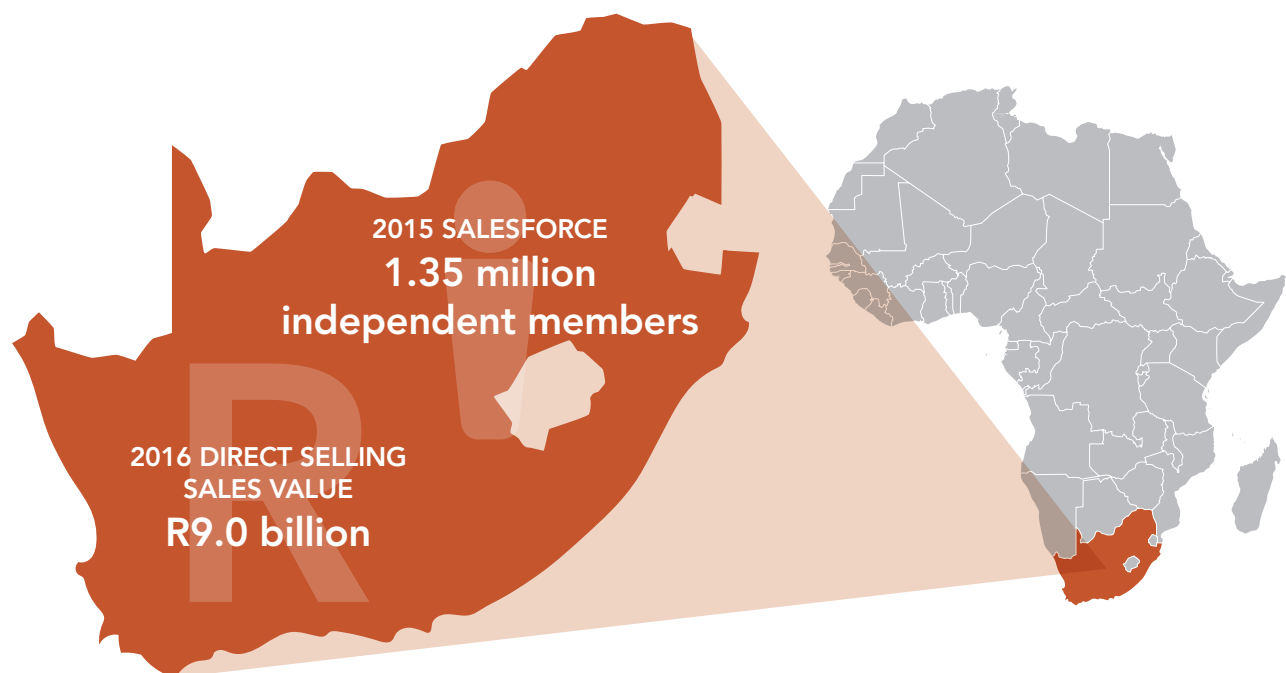 2015 SALESFORCE
1.35 million
independent members
2016 DIRECT SELLING
SALES VALUE
R9.0 billion
R
i